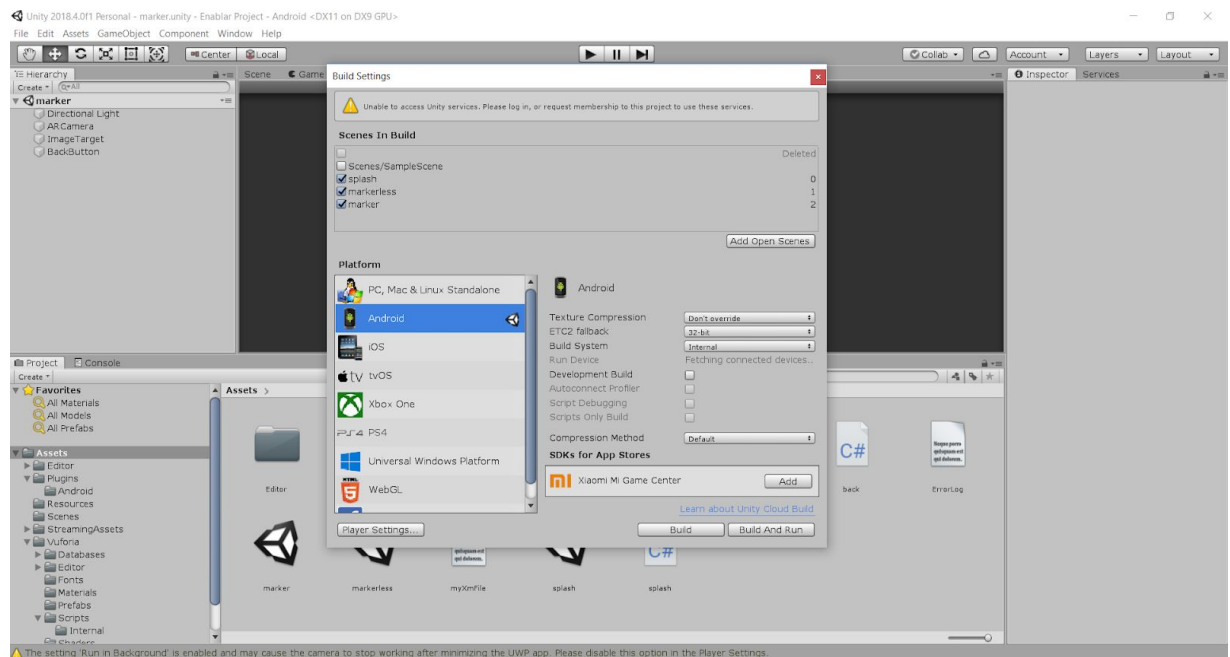 Unity 2018.4.0f1 Personal - marker.unity - Enablar Project - Android <DX11 on DX9 GPU>
File Edit Assets GameObject Component Window Help
Center Local Collab Account Layers Layout
Hierarchy
Create All
marker
Directional Light
ARCamera
ImageTarget
BackButton
Scene Game
Inspector Services
Build Settings
Unable to access Unity services. Please log in, or request membership to this project to use these services.
Scenes In Build
Deleted
Scenes/SampleScene
splash 0
markerless 1
marker 2
Add Open Scenes
Platform
PC, Mac & Linux Standalone
Android
iOS
tv tvOS
Xbox One
PS4 PS4
Universal Windows Platform
HTML 5 WebGL
Player Settings...
Android
Texture Compression Don't override
ETC2 fallback 32-bit
Build System Internal
Run Device Fetching connected devices...
Development Build
Autoconnect Profiler
Script Debugging
Scripts Only Build
Compression Method Default
SDKs for App Stores
Xiaomi Mi Game Center Add
Learn about Unity Cloud Build
Build Build And Run
Project Console
Create
Favorites
All Materials
All Models
All Prefabs
Assets
Editor
Plugins
Android
Resources
Scenes
StreamingAssets
Vuforia
Databases
Editor
Fonts
Materials
Prefabs
Scripts
Internal
Shaders
Assets >
C#
Editor back ErrorLog
C#
marker markerless myXmFile splash splash
The setting 'Run in Background' is enabled and may cause the camera to stop working after minimizing the UWP app. Please disable this option in the Player Settings.